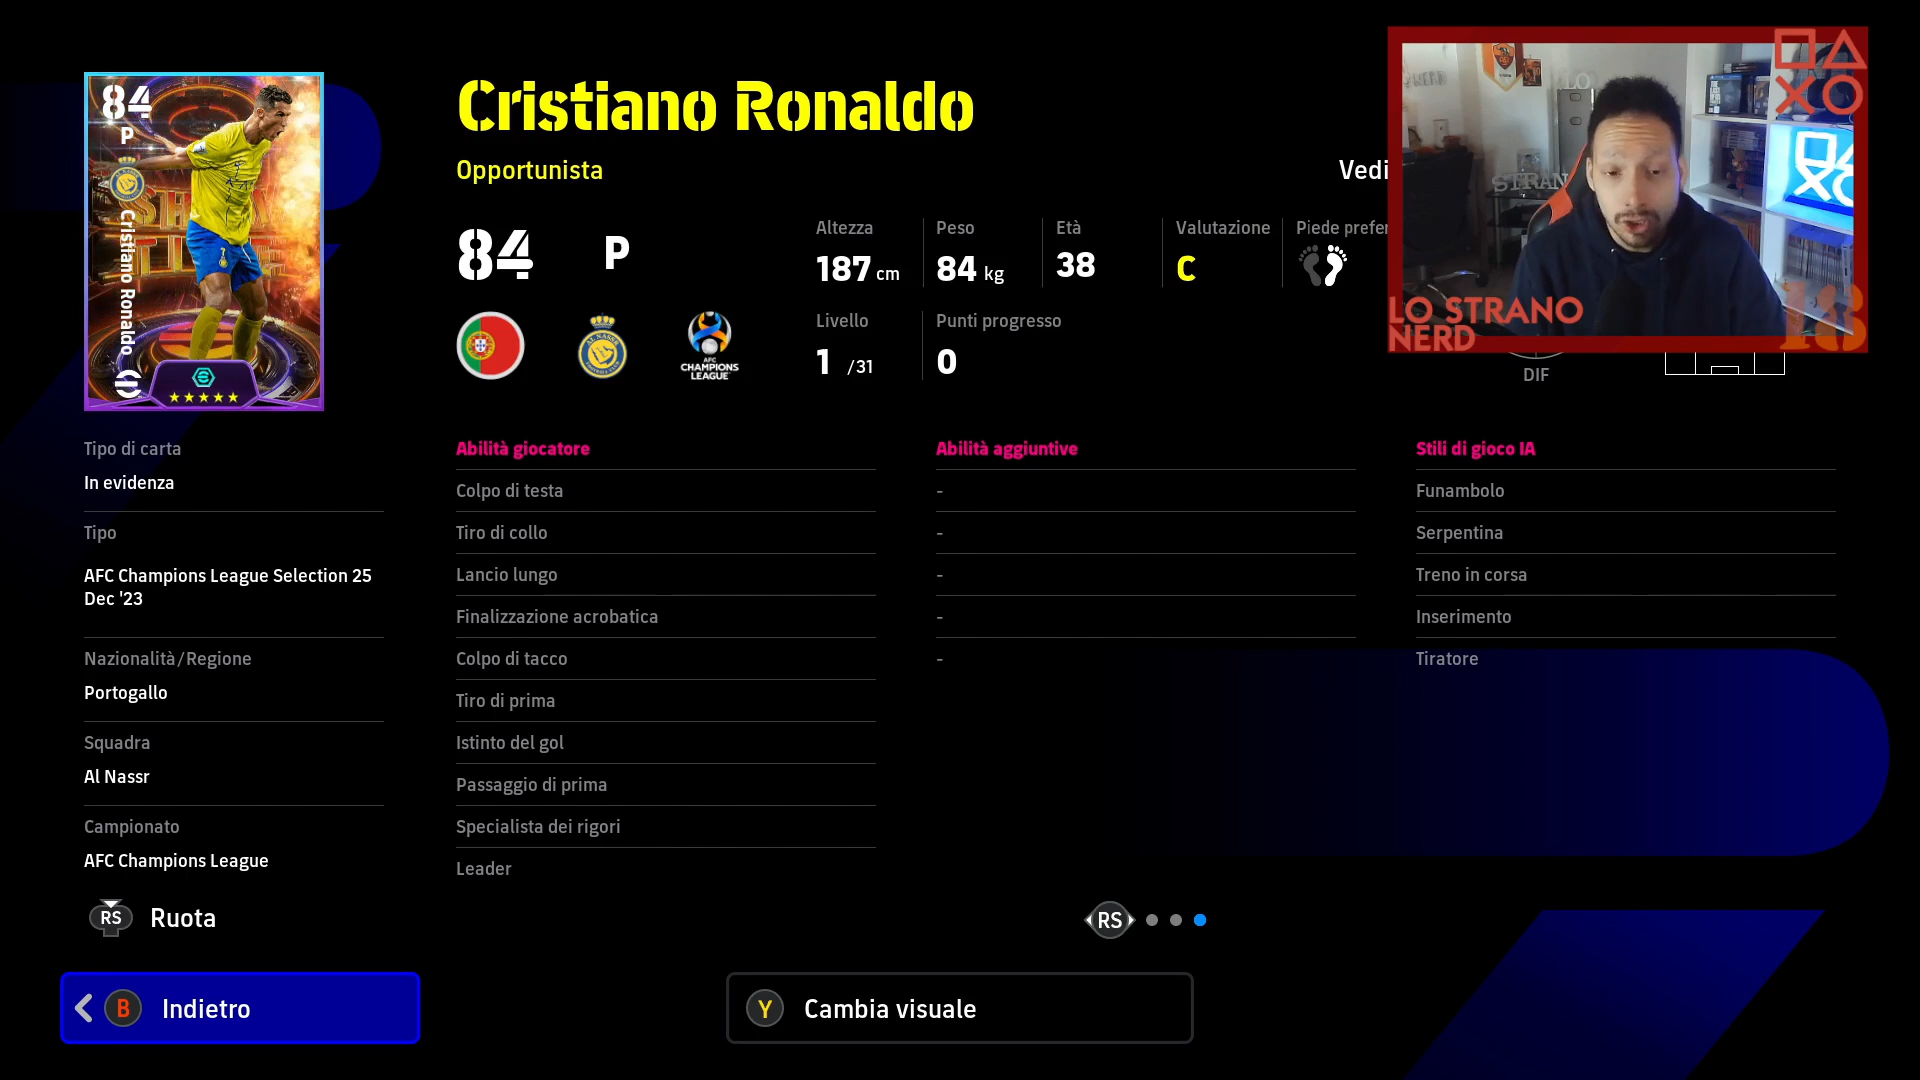 84
P
Cristiano Ronaldo
Cristiano Ronaldo
Opportunista
Vedi
84
P
Altezza
187 cm
Peso
84 kg
Età
38
Valutazione
C
Piede prefer
Livello
1 /31
Punti progresso
0
AL NASSR
AFC
CHAMPIONS
LEAGUE
STRAN
LO STRANO
NERD
18
DIF
Tipo di carta
In evidenza
Tipo
AFC Champions League Selection 25
Dec '23
Nazionalità/Regione
Portogallo
Squadra
Al Nassr
Campionato
AFC Champions League
Abilità giocatore
Colpo di testa
Tiro di collo
Lancio lungo
Finalizzazione acrobatica
Colpo di tacco
Tiro di prima
Istinto del gol
Passaggio di prima
Specialista dei rigori
Leader
Abilità aggiuntive
-
-
-
-
-
Stili di gioco IA
Funambolo
Serpentina
Treno in corsa
Inserimento
Tiratore
RS Ruota
RS
B Indietro
Y Cambia visuale